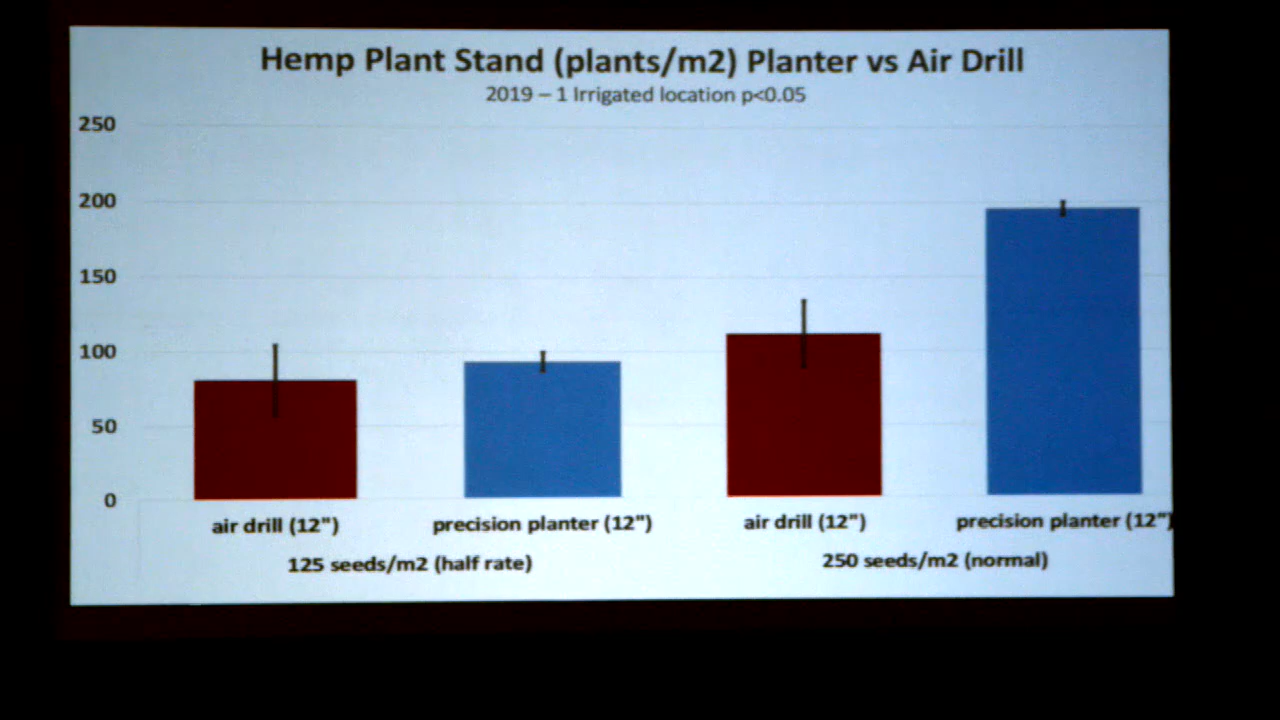 Hemp Plant Stand (plants/m2) Planter vs Air Drill
2019 – 1 Irrigated location p<0.05
250
200
150
100
50
0
air drill (12") precision planter (12") air drill (12") precision planter (12")
125 seeds/m2 (half rate) 250 seeds/m2 (normal)